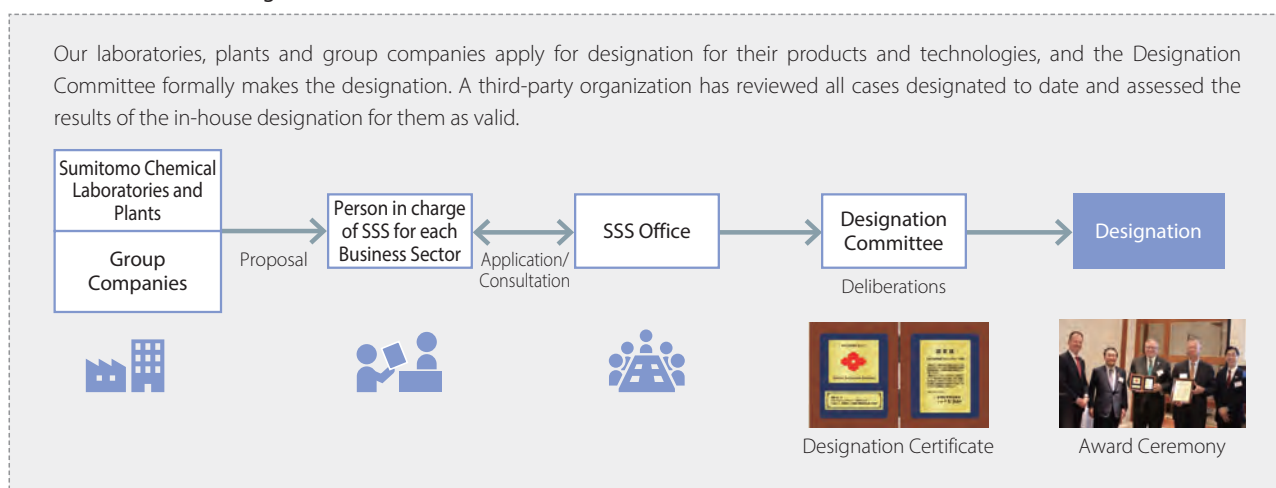 Our laboratories, plants and group companies apply for designation for their products and technologies, and the Designation
Committee formally makes the designation. A third-party organization has reviewed all cases designated to date and assessed the
results of the in-house designation for them as valid.
Sumitomo Chemical
Laboratories and
Plants
Group
Companies
Proposal
Person in charge
of SSS for each
Business Sector
Application/
Consultation
SSS Office
Designation
Committee
Deliberations
Designation
Designation Certificate
Award Ceremony